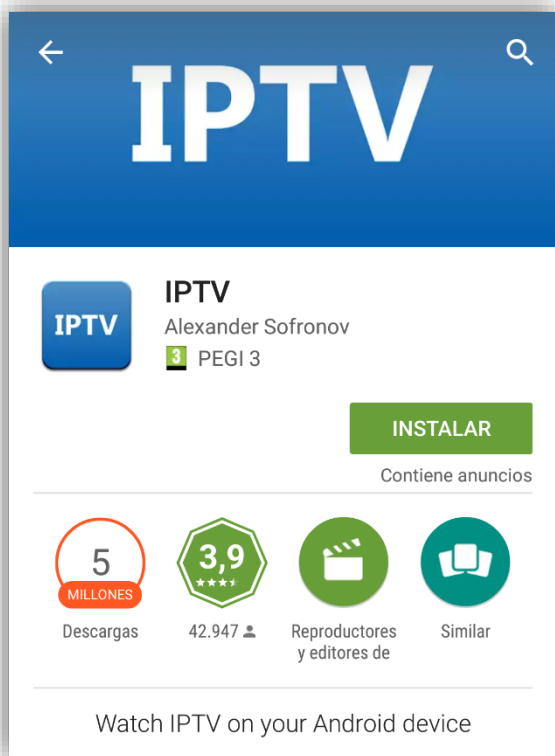 IPTV
IPTV
IPTV
Alexander Sofronov
3 PEGI 3
INSTALAR
Contiene anuncios
5
MILLONES
Descargas
3,9
42.947
Reproductores
y editores de
Similar
Watch IPTV on your Android device